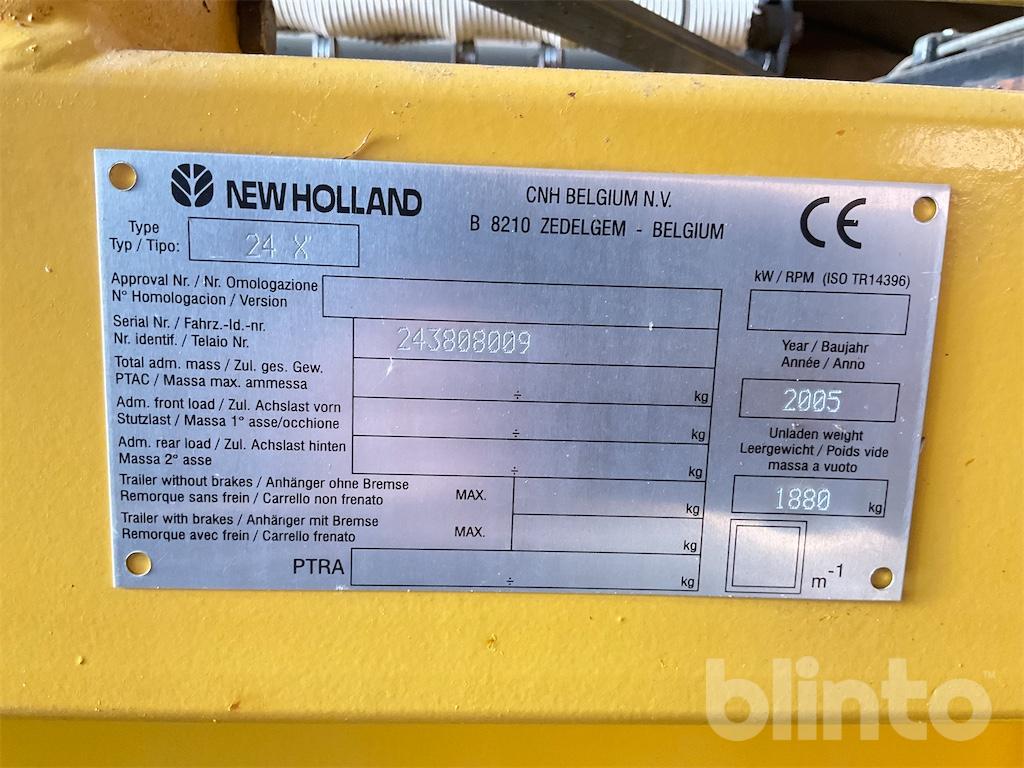 NEW HOLLAND
CNH BELGIUM N.V.
B 8210 ZEDELGEM - BELGIUM
CE
Type
Typ / Tipo:
24 X
Approval Nr. / Nr. Omologazione
N° Homologacion / Version
Serial Nr. / Fahrz.-Id.-nr.
Nr. identif. / Telaio Nr.
243808009
Total adm. mass / Zul. ges. Gew.
PTAC / Massa max. ammessa
÷ kg
Adm. front load / Zul. Achslast vorn
Stutzlast / Massa 1° asse/occhione
÷ kg
Adm. rear load / Zul. Achslast hinten
Massa 2° asse
÷ kg
Trailer without brakes / Anhänger ohne Bremse
Remorque sans frein / Carrello non frenato
MAX. kg
Trailer with brakes / Anhänger mit Bremse
Remorque avec frein / Carrello frenato
MAX. kg
PTRA ÷ kg
kW / RPM (ISO TR14396)
Year / Baujahr
Année / Anno
2005
Unladen weight
Leergewicht / Poids vide
massa a vuoto
1880 kg
m-1
blinto™